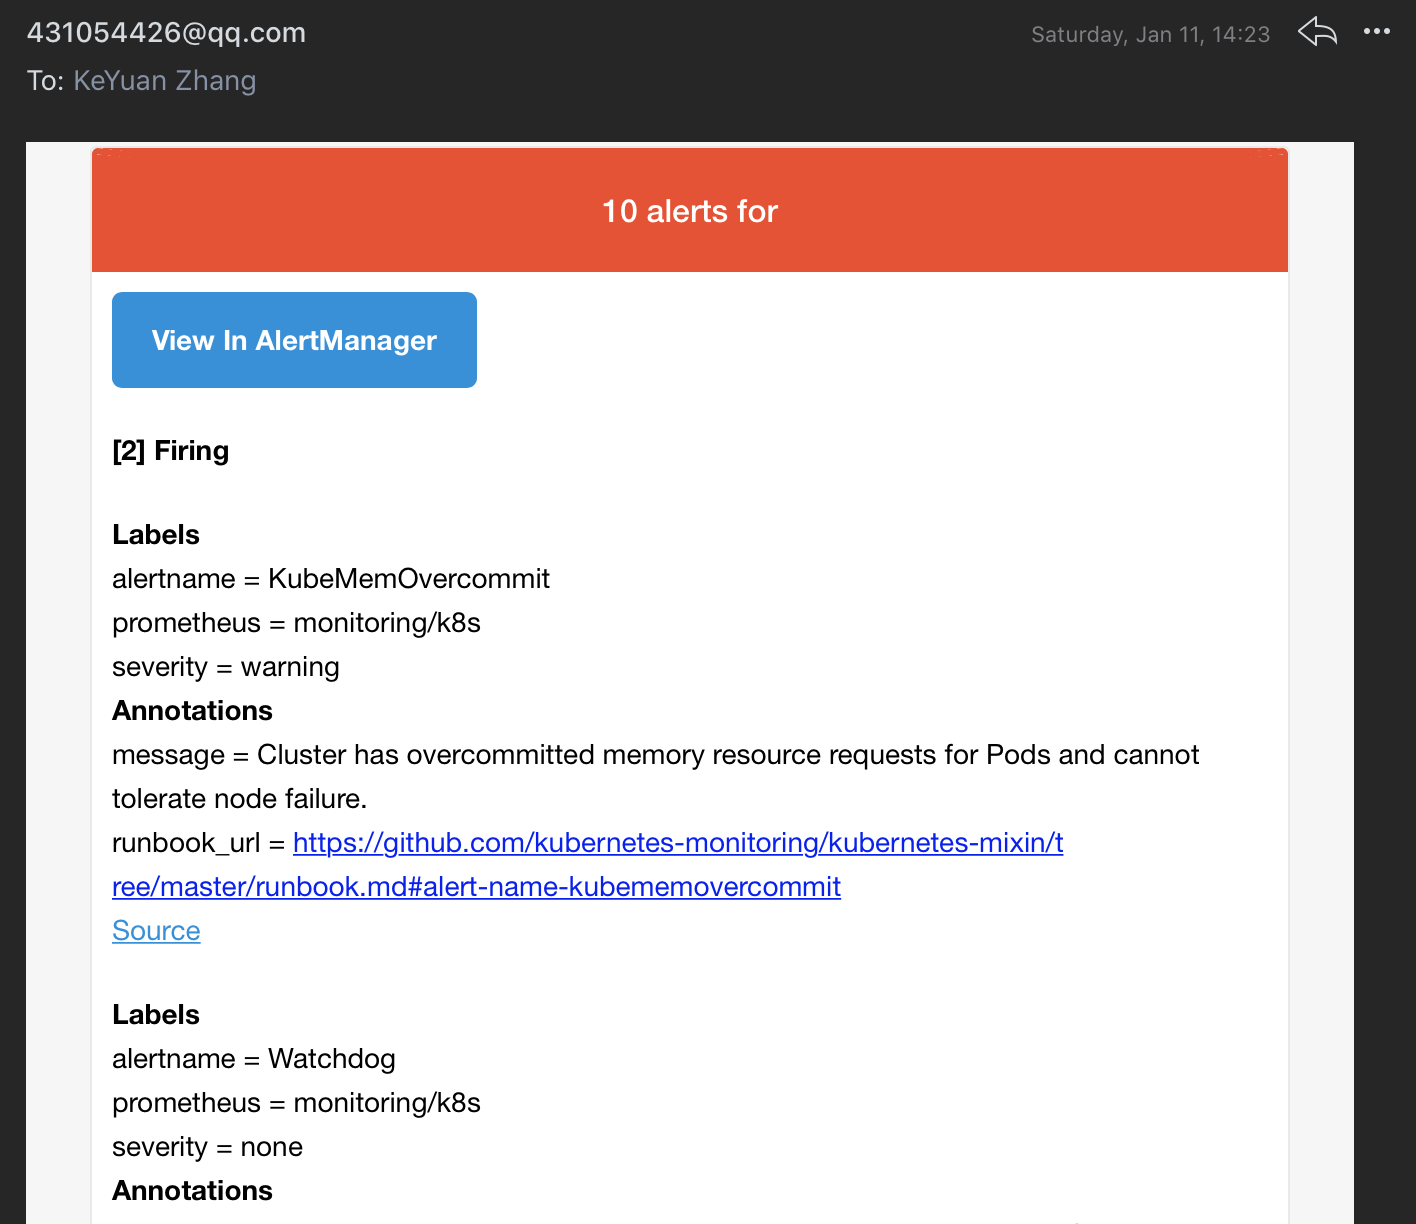 431054426@qq.com
Saturday, Jan 11, 14:23
To: KeYuan Zhang
10 alerts for
View In AlertManager
[2] Firing
Labels
alertname = KubeMemOvercommit
prometheus = monitoring/k8s
severity = warning
Annotations
message = Cluster has overcommitted memory resource requests for Pods and cannot
tolerate node failure.
runbook_url = https://github.com/kubernetes-monitoring/kubernetes-mixin/t
ree/master/runbook.md#alert-name-kubememovercommit
Source
Labels
alertname = Watchdog
prometheus = monitoring/k8s
severity = none
Annotations